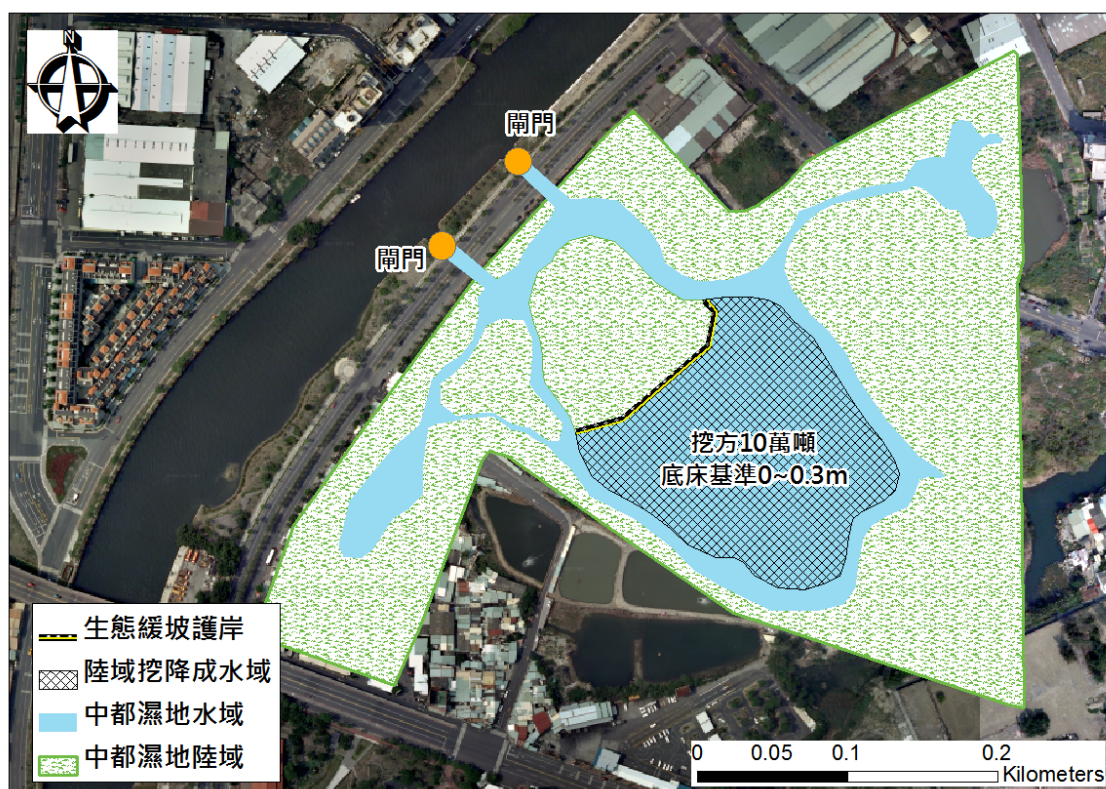 N
閘門
閘門
挖方10萬噸
底床基準0~0.3m
生態緩坡護岸
陸域挖降成水域
中都濕地水域
中都濕地陸域
0 0.05 0.1 0.2
Kilometers